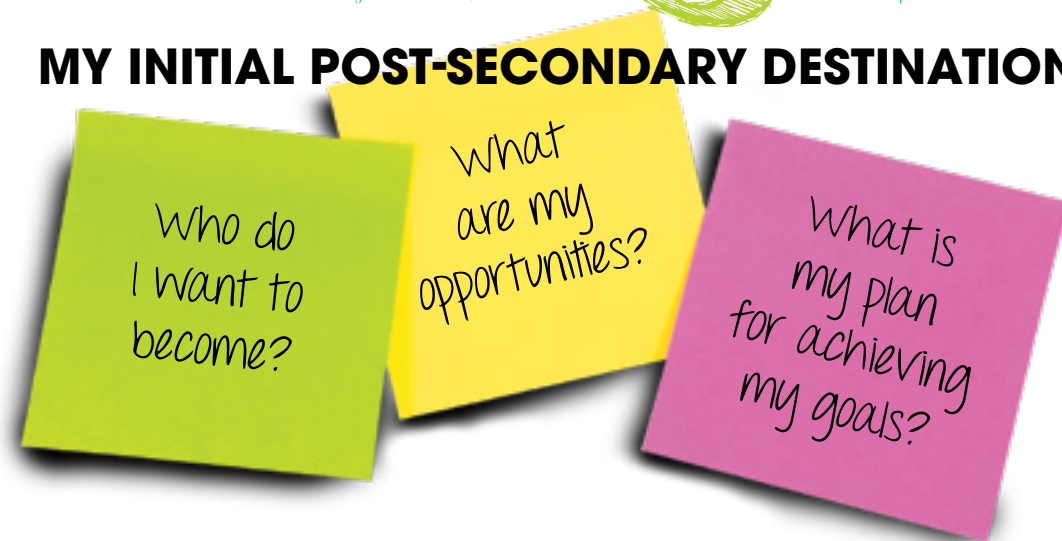 MY INITIAL POST-SECONDARY DESTINATION
Who do
I want to
become?
What
are my
opportunities?
What is
my plan
for achieving
my goals?